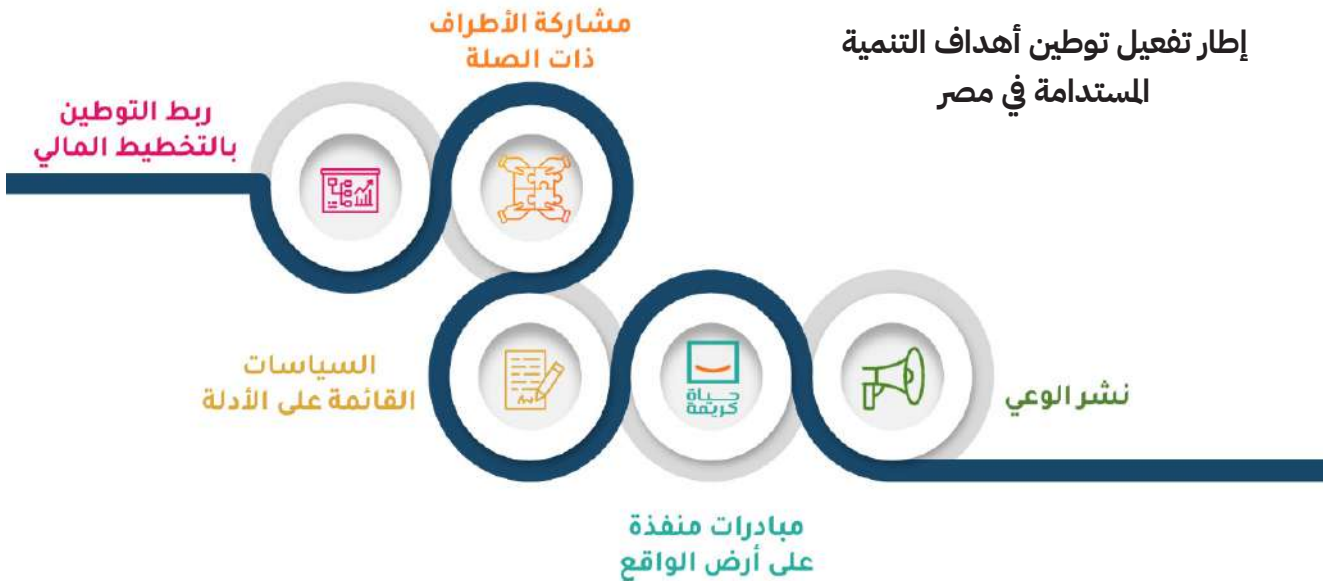 إطار تفعيل توطين أهداف التنمية
المستدامة في مصر
مشاركة الأطراف
ذات الصلة
ربط التوطين
بالتخطيط المالي
السياسات
القائمة على الأدلة
حياة
كريمة
نشر الوعي
مبادرات منفذة
على أرض الواقع